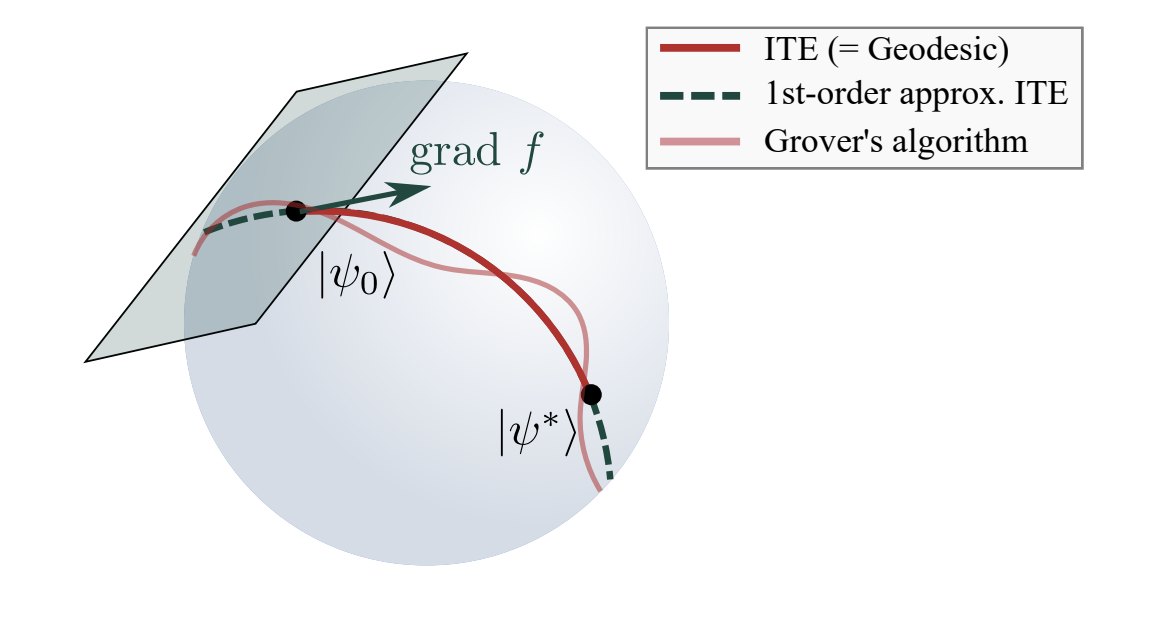 ITE (= Geodesic)
1st-order approx. ITE
Grover's algorithm
grad f
|ψ₀⟩
|ψ*⟩